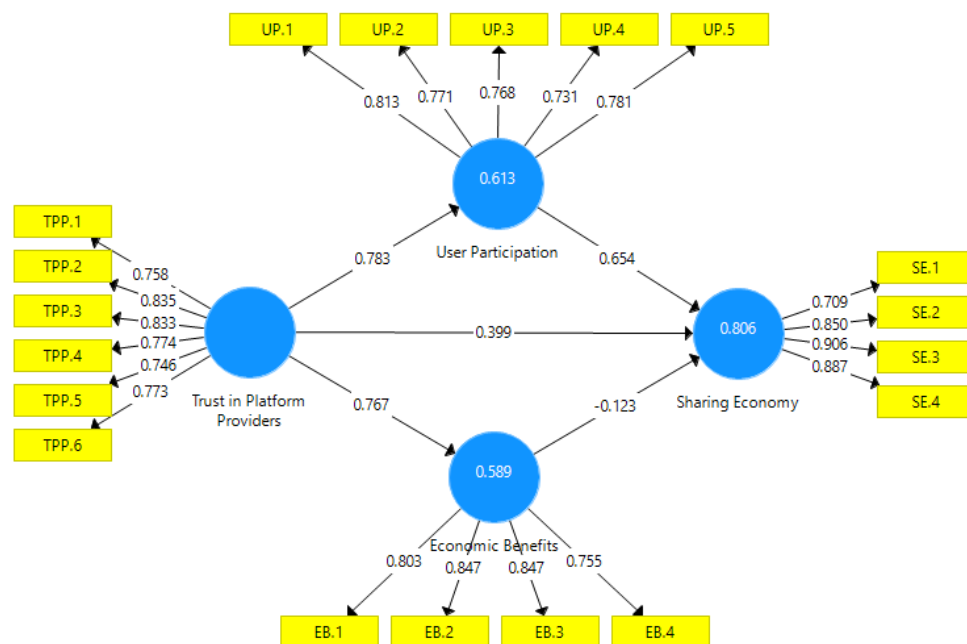 UP.1
UP.2
UP.3
UP.4
UP.5
0.813
0.771
0.768
0.731
0.781
0.613
User Participation
TPP.1
TPP.2
TPP.3
TPP.4
TPP.5
TPP.6
0.758
0.835
0.833
0.774
0.746
0.773
Trust in Platform
Providers
0.783
0.654
0.399
0.767
-0.123
0.806
Sharing Economy
0.709
0.850
0.906
0.887
SE.1
SE.2
SE.3
SE.4
0.589
Economic Benefits
0.803
0.847
0.847
0.755
EB.1
EB.2
EB.3
EB.4